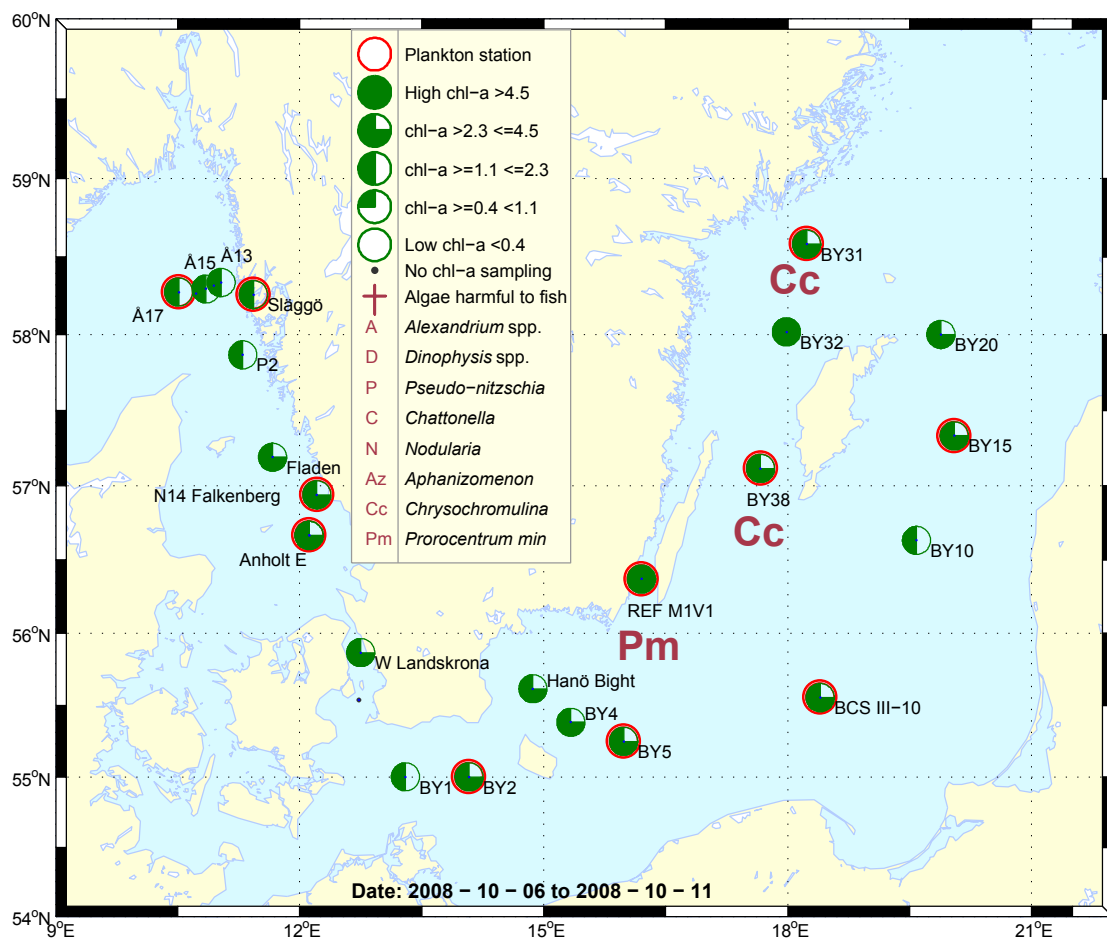 60°N
59°N
58°N
57°N
56°N
55°N
54°N
9°E
12°E
15°E
18°E
21°E
Plankton station
High chl−a >4.5
chl−a >2.3 <=4.5
chl−a >=1.1 <=2.3
chl−a >=0.4 <1.1
Low chl−a <0.4
No chl−a sampling
Algae harmful to fish
A Alexandrium spp.
D Dinophysis spp.
P Pseudo−nitzschia
C Chattonella
N Nodularia
Az Aphanizomenon
Cc Chrysochromulina
Pm Prorocentrum min
Å15
Å13
Å17
Släggö
P2
Fladen
N14 Falkenberg
Anholt E
W Landskrona
Hanö Bight
BY4
BY5
BY1
BY2
BY31
Cc
BY32
BY20
BY15
BY38
Cc
BY10
REF M1V1
Pm
BCS III−10
Date: 2008 − 10 − 06 to 2008 − 10 − 11